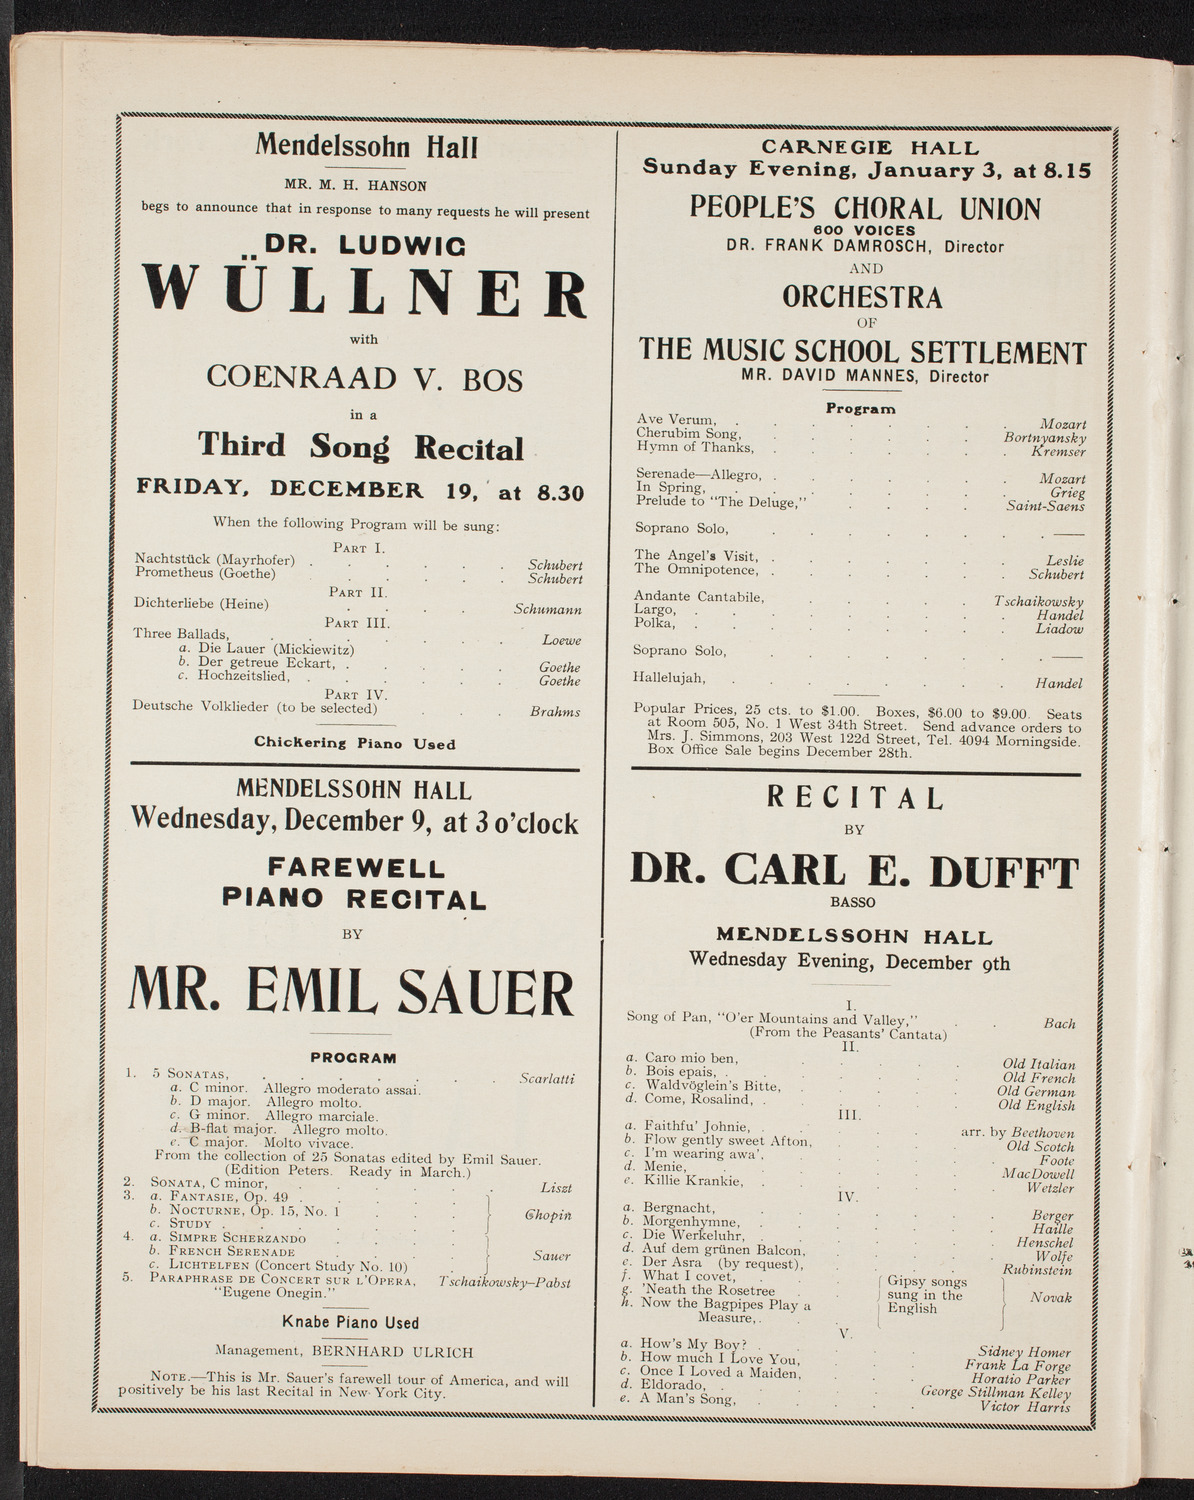 Mendelssohn Hall
MR. M. H. HANSON
begs to announce that in response to many requests he will present
DR. LUDWIG
WÜLLNER
with
COENRAAD V. BOS
in a
Third Song Recital
FRIDAY, DECEMBER 19, at 8.30
When the following Program will be sung:
PART I.
Nachtstück (Mayrhofer) . . . . . . Schubert
Prometheus (Goethe) . . . . . Schubert
PART II.
Dichterliebe (Heine) . . . . Schumann
PART III.
Three Ballads, . . . . . . . Loewe
a. Die Lauer (Mickiewitz)
b. Der getreue Eckart, . . . . . Goethe
c. Hochzeitslied, . . . . . Goethe
PART IV.
Deutsche Volklieder (to be selected) . . . Brahms
Chickering Piano Used
MENDELSSOHN HALL
Wednesday, December 9, at 3 o'clock
FAREWELL
PIANO RECITAL
BY
MR. EMIL SAUER
PROGRAM
1. 5 SONATAS, . . . . . . . Scarlatti
a. C minor. Allegro moderato assai.
b. D major. Allegro molto.
c. G minor. Allegro marciale.
d. B-flat major. Allegro molto.
e. C major. Molto vivace.
From the collection of 25 Sonatas edited by Emil Sauer.
(Edition Peters. Ready in March.)
2. SONATA, C minor, . . . . . Liszt
3. a. FANTASIE, Op. 49 . . . .
b. NOCTURNE, Op. 15, No. 1 . . . Chopin
c. STUDY . . . . . .
4. a. SIMPRE SCHERZANDO . . .
b. FRENCH SERENADE . . . Sauer
c. LICHTELFEN (Concert Study No. 10) .
5. PARAPHRASE DE CONCERT SUR L'OPERA, Tschaikowsky-Pabst
"Eugene Onegin."
Knabe Piano Used
Management, BERNHARD ULRICH
NOTE.—This is Mr. Sauer's farewell tour of America, and will
positively be his last Recital in New York City.
CARNEGIE HALL
Sunday Evening, January 3, at 8.15
PEOPLE'S CHORAL UNION
600 VOICES
DR. FRANK DAMROSCH, Director
AND
ORCHESTRA
OF
THE MUSIC SCHOOL SETTLEMENT
MR. DAVID MANNES, Director
Program
Ave Verum, . . . . . . . . Mozart
Cherubim Song, . . . . . . Bortnyansky
Hymn of Thanks, . . . . . . . Kremser
Serenade—Allegro, . . . . . . . Mozart
In Spring, . . . . . . . Grieg
Prelude to "The Deluge," . . . . Saint-Saens
Soprano Solo, . . . . . . . . ——
The Angel's Visit, . . . . . . . Leslie
The Omnipotence, . . . . . . . Schubert
Andante Cantabile, . . . . . Tschaikowsky
Largo, . . . . . . . . Handel
Polka, . . . . . . . . . Liadow
Soprano Solo, . . . . . . . . ——
Hallelujah, . . . . . . . Handel
Popular Prices, 25 cts. to $1.00. Boxes, $6.00 to $9.00. Seats
at Room 505, No. 1 West 34th Street. Send advance orders to
Mrs. J. Simmons, 203 West 122d Street, Tel. 4094 Morningside.
Box Office Sale begins December 28th.
RECITAL
BY
DR. CARL E. DUFFT
BASSO
MENDELSSOHN HALL
Wednesday Evening, December 9th
I.
Song of Pan, "O'er Mountains and Valley," . . Bach
(From the Peasants' Cantata)
II.
a. Caro mio ben, . . . . . . Old Italian
b. Bois epais, . . . . . . . Old French
c. Waldvöglein's Bitte, . . . . . Old German
d. Come, Rosalind, . . . . . . Old English
III.
a. Faithfu' Johnie, . . . . . arr. by Beethoven
b. Flow gently sweet Afton, . . . . . Old Scotch
c. I'm wearing awa', . . . . . . . Foote
d. Menie, . . . . . . . . MacDowell
e. Killie Krankie, . . . . . . . Wetzler
IV.
a. Bergnacht, . . . . . . . Berger
b. Morgenhymne, . . . . . . . Haille
c. Die Werkeluhr, . . . . . . Henschel
d. Auf dem grünen Balcon, . . . . . Wolfe
e. Der Asra (by request), . . . . Rubinstein
f. What I covet, . . Gipsy songs
g. 'Neath the Rosetree . sung in the Novak
h. Now the Bagpipes Play a English
Measure, . . .
V.
a. How's My Boy? . . . . . Sidney Homer
b. How much I Love You, . . . Frank La Forge
c. Once I Loved a Maiden, . . . Horatio Parker
d. Eldorado, . . . . George Stillman Kelley
e. A Man's Song, . . . . Victor Harris